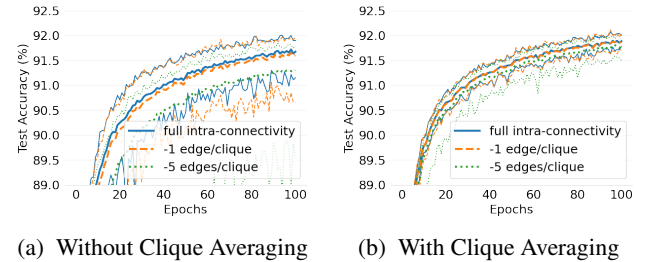 92.5
92.0
91.5
91.0
90.5
90.0
89.5
89.0
Test Accuracy (%)
full intra-connectivity
-1 edge/clique
-5 edges/clique
0 20 40 60 80 100
Epochs
(a) Without Clique Averaging
92.5
92.0
91.5
91.0
90.5
90.0
89.5
89.0
Test Accuracy (%)
full intra-connectivity
-1 edge/clique
-5 edges/clique
0 20 40 60 80 100
Epochs
(b) With Clique Averaging